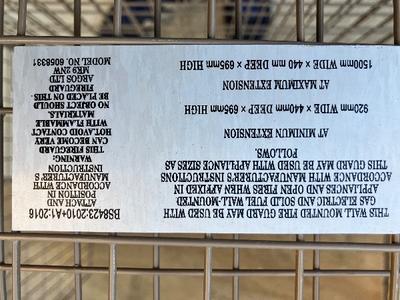 THIS WALL MOUNTED FIRE GUARD MAY BE USED WITH
GAS ELECTRIC AND SOLID FUEL WALL-MOUNTED
APPLIANCES AND OPEN FIRES WHEN AFIXED IN
ACCORDANCE WITH MANUFACTURER'S INSTRUCTIONS
THIS GUARD MAY BE USED WITH APPLIANCE SIZES AS
FOLLOWS.
AT MINIMUM EXTENSION
920mm WIDE × 440mm DEEP × 695mm HIGH
AT MAXIMUM EXTENSION
1500mm WIDE × 440 mm DEEP × 695mm HIGH
BS8423:2010+A1:2016
ATTACH AND
POSITION IN
ACCORDANCE WITH
MANUFACTURER'S
INSTRUCTION
WARNING:
THIS FIREGUARD
CAN BECOME VERY
HOT.AVOID CONTACT
WITH FLAMMABLE
MATERIALS.
NO OBJECT SHOULD
BE PLACED ON THIS
FIREGUARD
ARGOS LTD
MK9 2NW
MODEL NO. 6058331